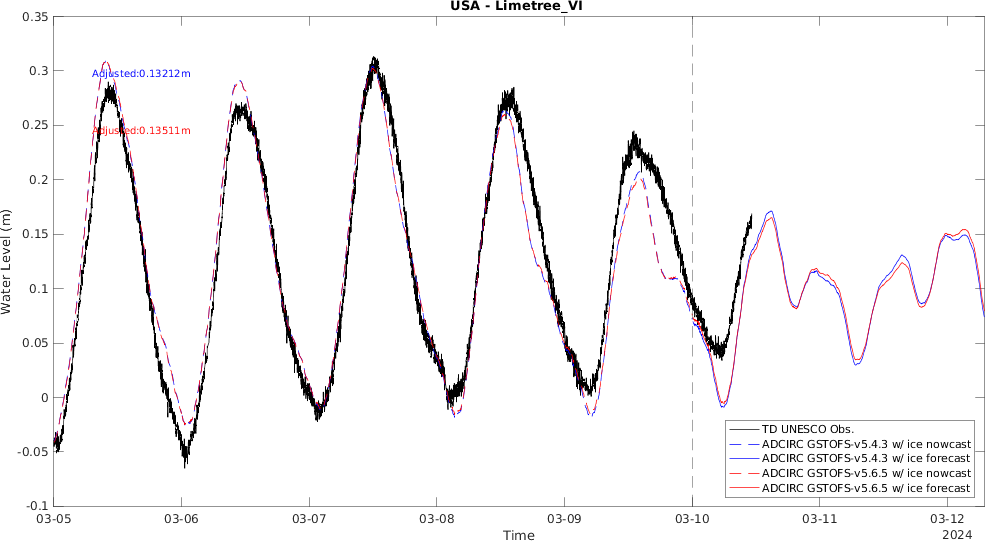 USA - Limetree_VI
0.35
0.3
0.25
0.2
0.15
0.1
0.05
0
-0.05
-0.1
Water Level (m)
Adjusted:0.13212m
Adjusted:0.13511m
TD UNESCO Obs.
ADCIRC GSTOFS-v5.4.3 w/ ice nowcast
ADCIRC GSTOFS-v5.4.3 w/ ice forecast
ADCIRC GSTOFS-v5.6.5 w/ ice nowcast
ADCIRC GSTOFS-v5.6.5 w/ ice forecast
03-05 03-06 03-07 03-08 03-09 03-10 03-11 03-12
Time
2024